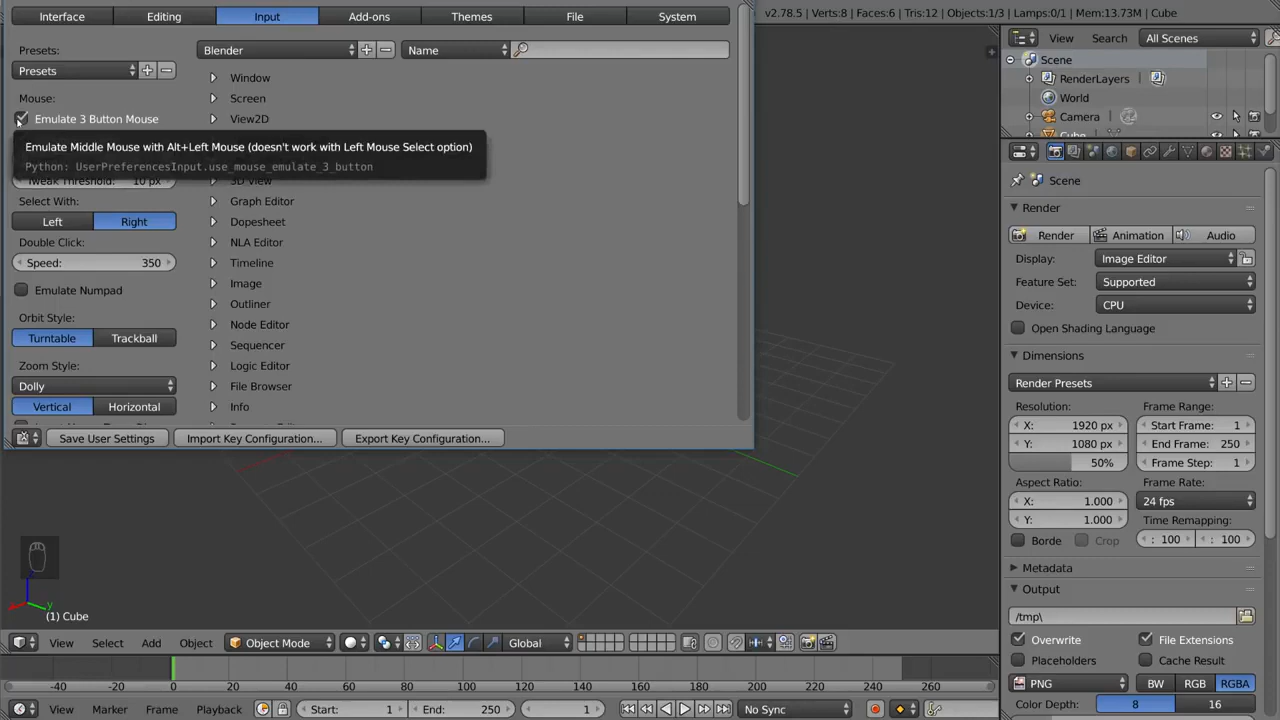 Interface
Editing
Input
Add-ons
Themes
File
System
v2.78.5 | Verts:8 | Faces:6 | Tris:12 | Objects:1/3 | Lamps:0/1 | Mem:13.73M | Cube
Presets:
Blender
Name
Presets
Mouse:
Emulate 3 Button Mouse
Emulate Middle Mouse with Alt+Left Mouse (doesn't work with Left Mouse Select option)
Python: UserPreferencesInput.use_mouse_emulate_3_button
Tweak Threshold: 10 px
Select With:
Left
Right
Double Click:
Speed: 350
Emulate Numpad
Orbit Style:
Turntable
Trackball
Zoom Style:
Dolly
Vertical
Horizontal
Window
Screen
View2D
3D View
Graph Editor
Dopesheet
NLA Editor
Timeline
Image
Outliner
Node Editor
Sequencer
Logic Editor
File Browser
Info
Save User Settings
Import Key Configuration...
Export Key Configuration...
(1) Cube
View
Select
Add
Object
Object Mode
Global
-40 -20 0 20 40 60 80 100 120 140 160 180 200 220 240 260
View
Marker
Frame
Playback
Start: 1
End: 250
1
No Sync
View
Search
All Scenes
Scene
RenderLayers
World
Camera
Cube
Scene
Render
Render
Animation
Audio
Display:
Image Editor
Feature Set:
Supported
Device:
CPU
Open Shading Language
Dimensions
Render Presets
Resolution:
X: 1920 px
Y: 1080 px
50%
Frame Range:
Start Frame: 1
End Frame: 250
Frame Step: 1
Aspect Ratio:
X: 1.000
Y: 1.000
Frame Rate:
24 fps
Time Remapping:
: 100
: 100
Borde
Crop
Metadata
Output
/tmp\
Overwrite
File Extensions
Placeholders
Cache Result
PNG
BW
RGB
RGBA
Color Depth:
8
16